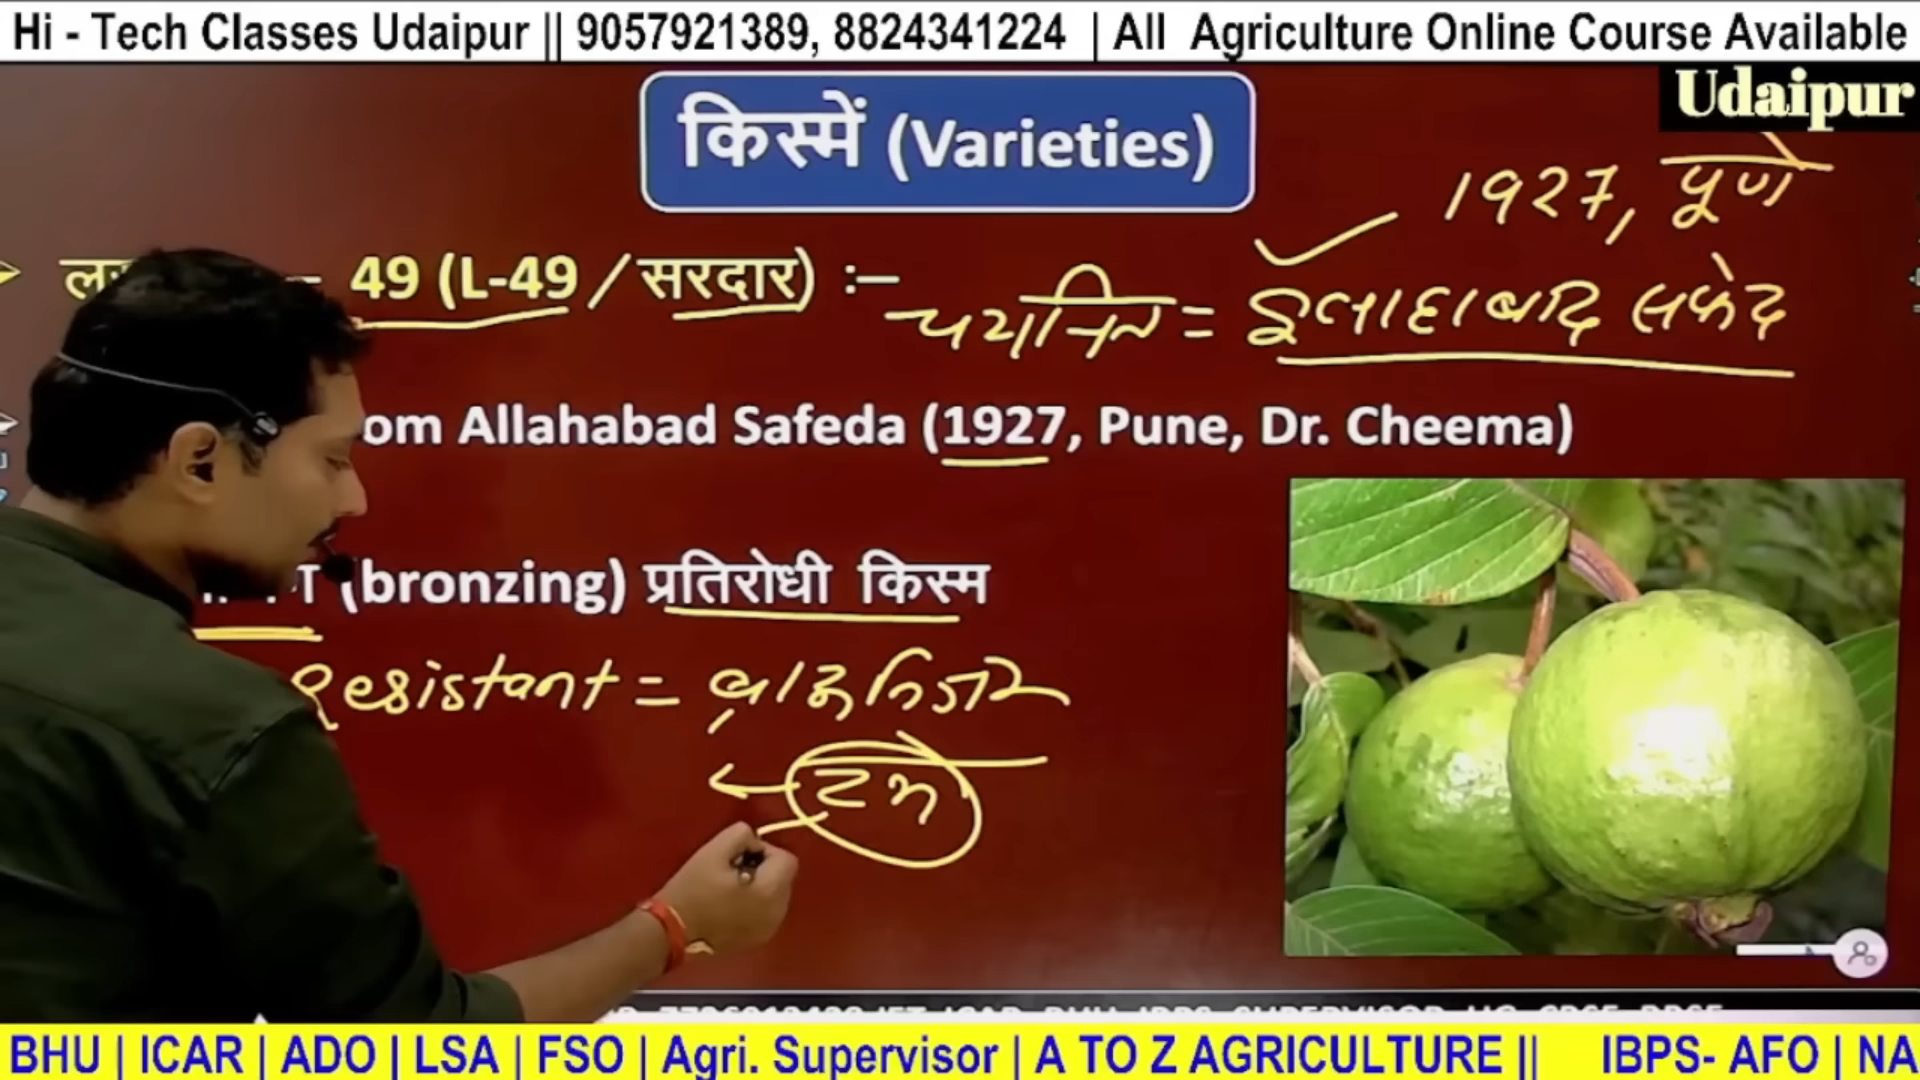 Hi - Tech Classes Udaipur || 9057921389, 8824341224 | All Agriculture Online Course Available
Udaipur
किस्में (Varieties)
1927, पूणे
49 (L-49 / सरदार) :-
चयनित = इलाहाबाद सफेद
om Allahabad Safeda (1927, Pune, Dr. Cheema)
(bronzing) प्रतिरोधी किस्म
Resistant =
BHU | ICAR | ADO | LSA | FSO | Agri. Supervisor | A TO Z AGRICULTURE || IBPS- AFO | NA